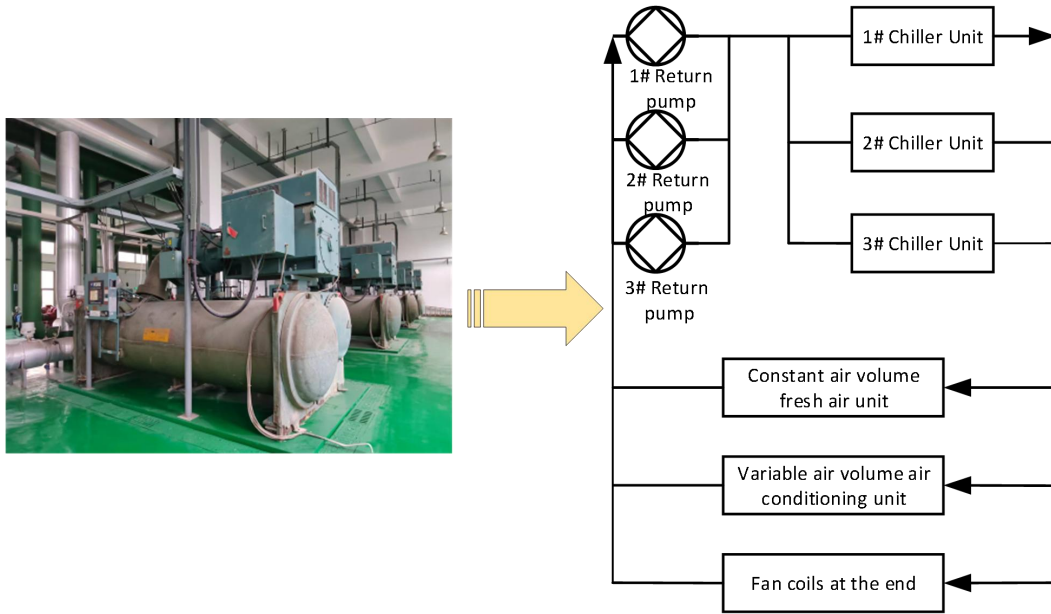 1# Chiller Unit
1# Return
pump
2# Chiller Unit
2# Return
pump
3# Chiller Unit
3# Return
pump
Constant air volume
fresh air unit
Variable air volume air
conditioning unit
Fan coils at the end